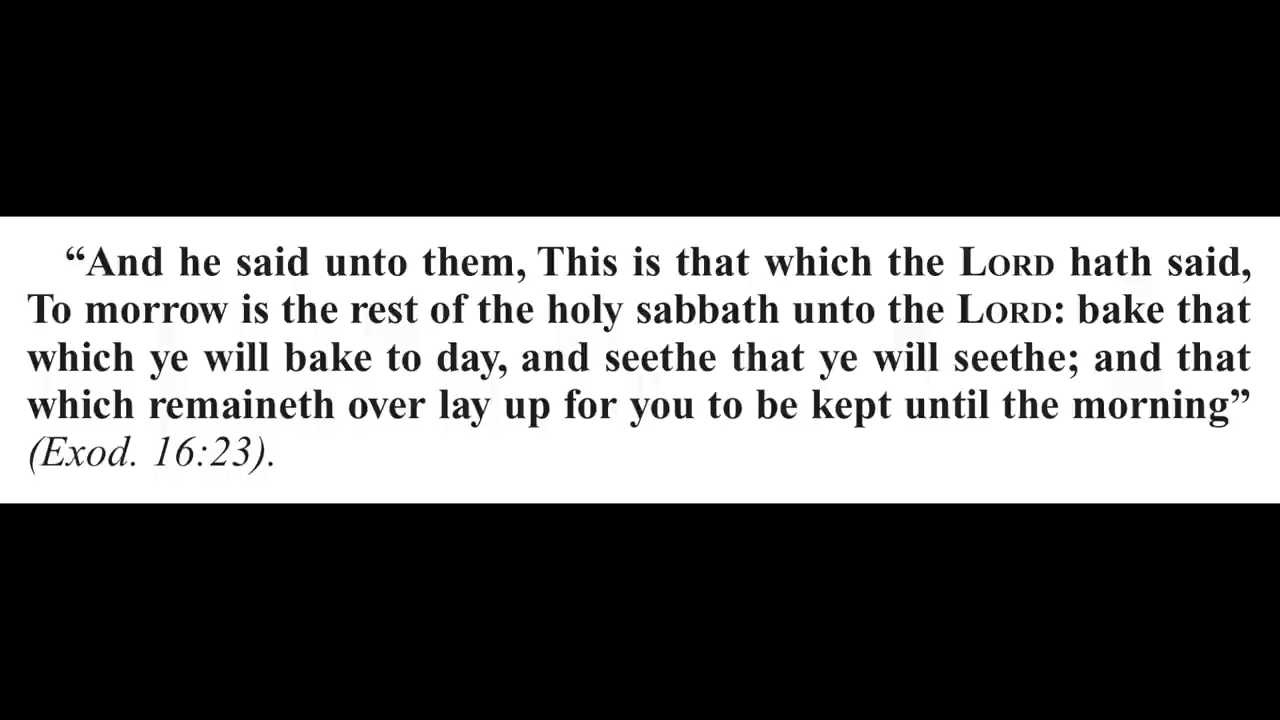 “And he said unto them, This is that which the LORD hath said,
To morrow is the rest of the holy sabbath unto the LORD: bake that
which ye will bake to day, and seethe that ye will seethe; and that
which remaineth over lay up for you to be kept until the morning”
(Exod. 16:23).